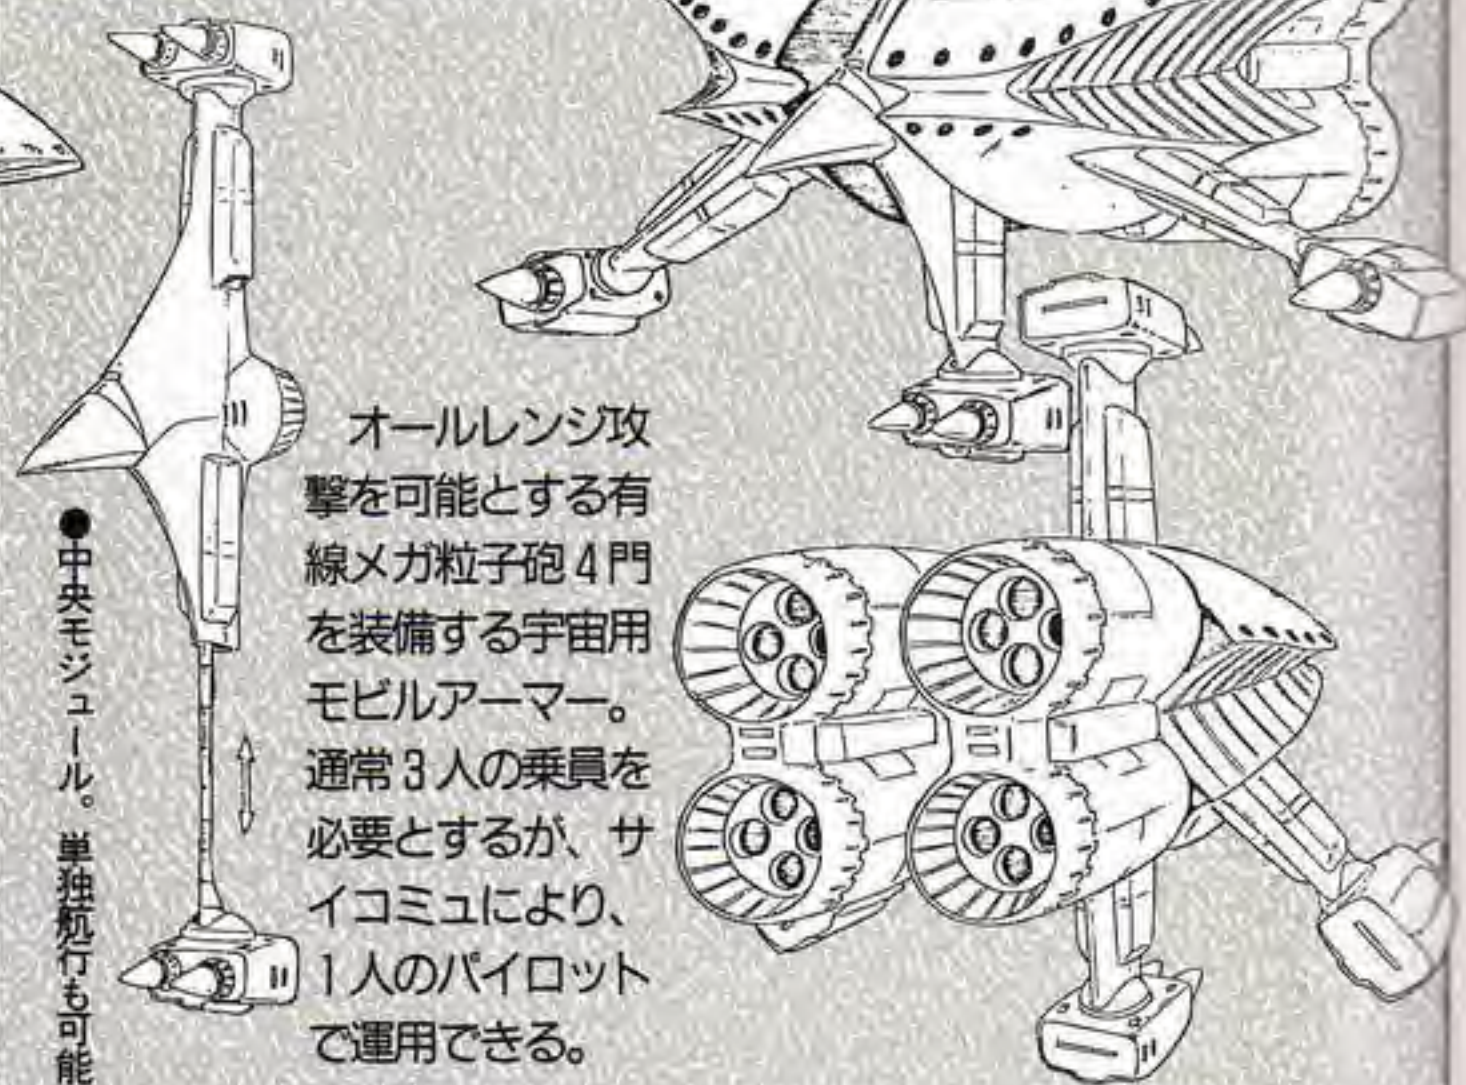 オールレンジ攻
撃を可能とする有
線メガ粒子砲4門
を装備する宇宙用
モビルアーマー。
通常3人の乗員を
必要とするが、サ
イコミュにより、
1人のパイロット
で運用できる。
●中央モジュール。単独航行も可能